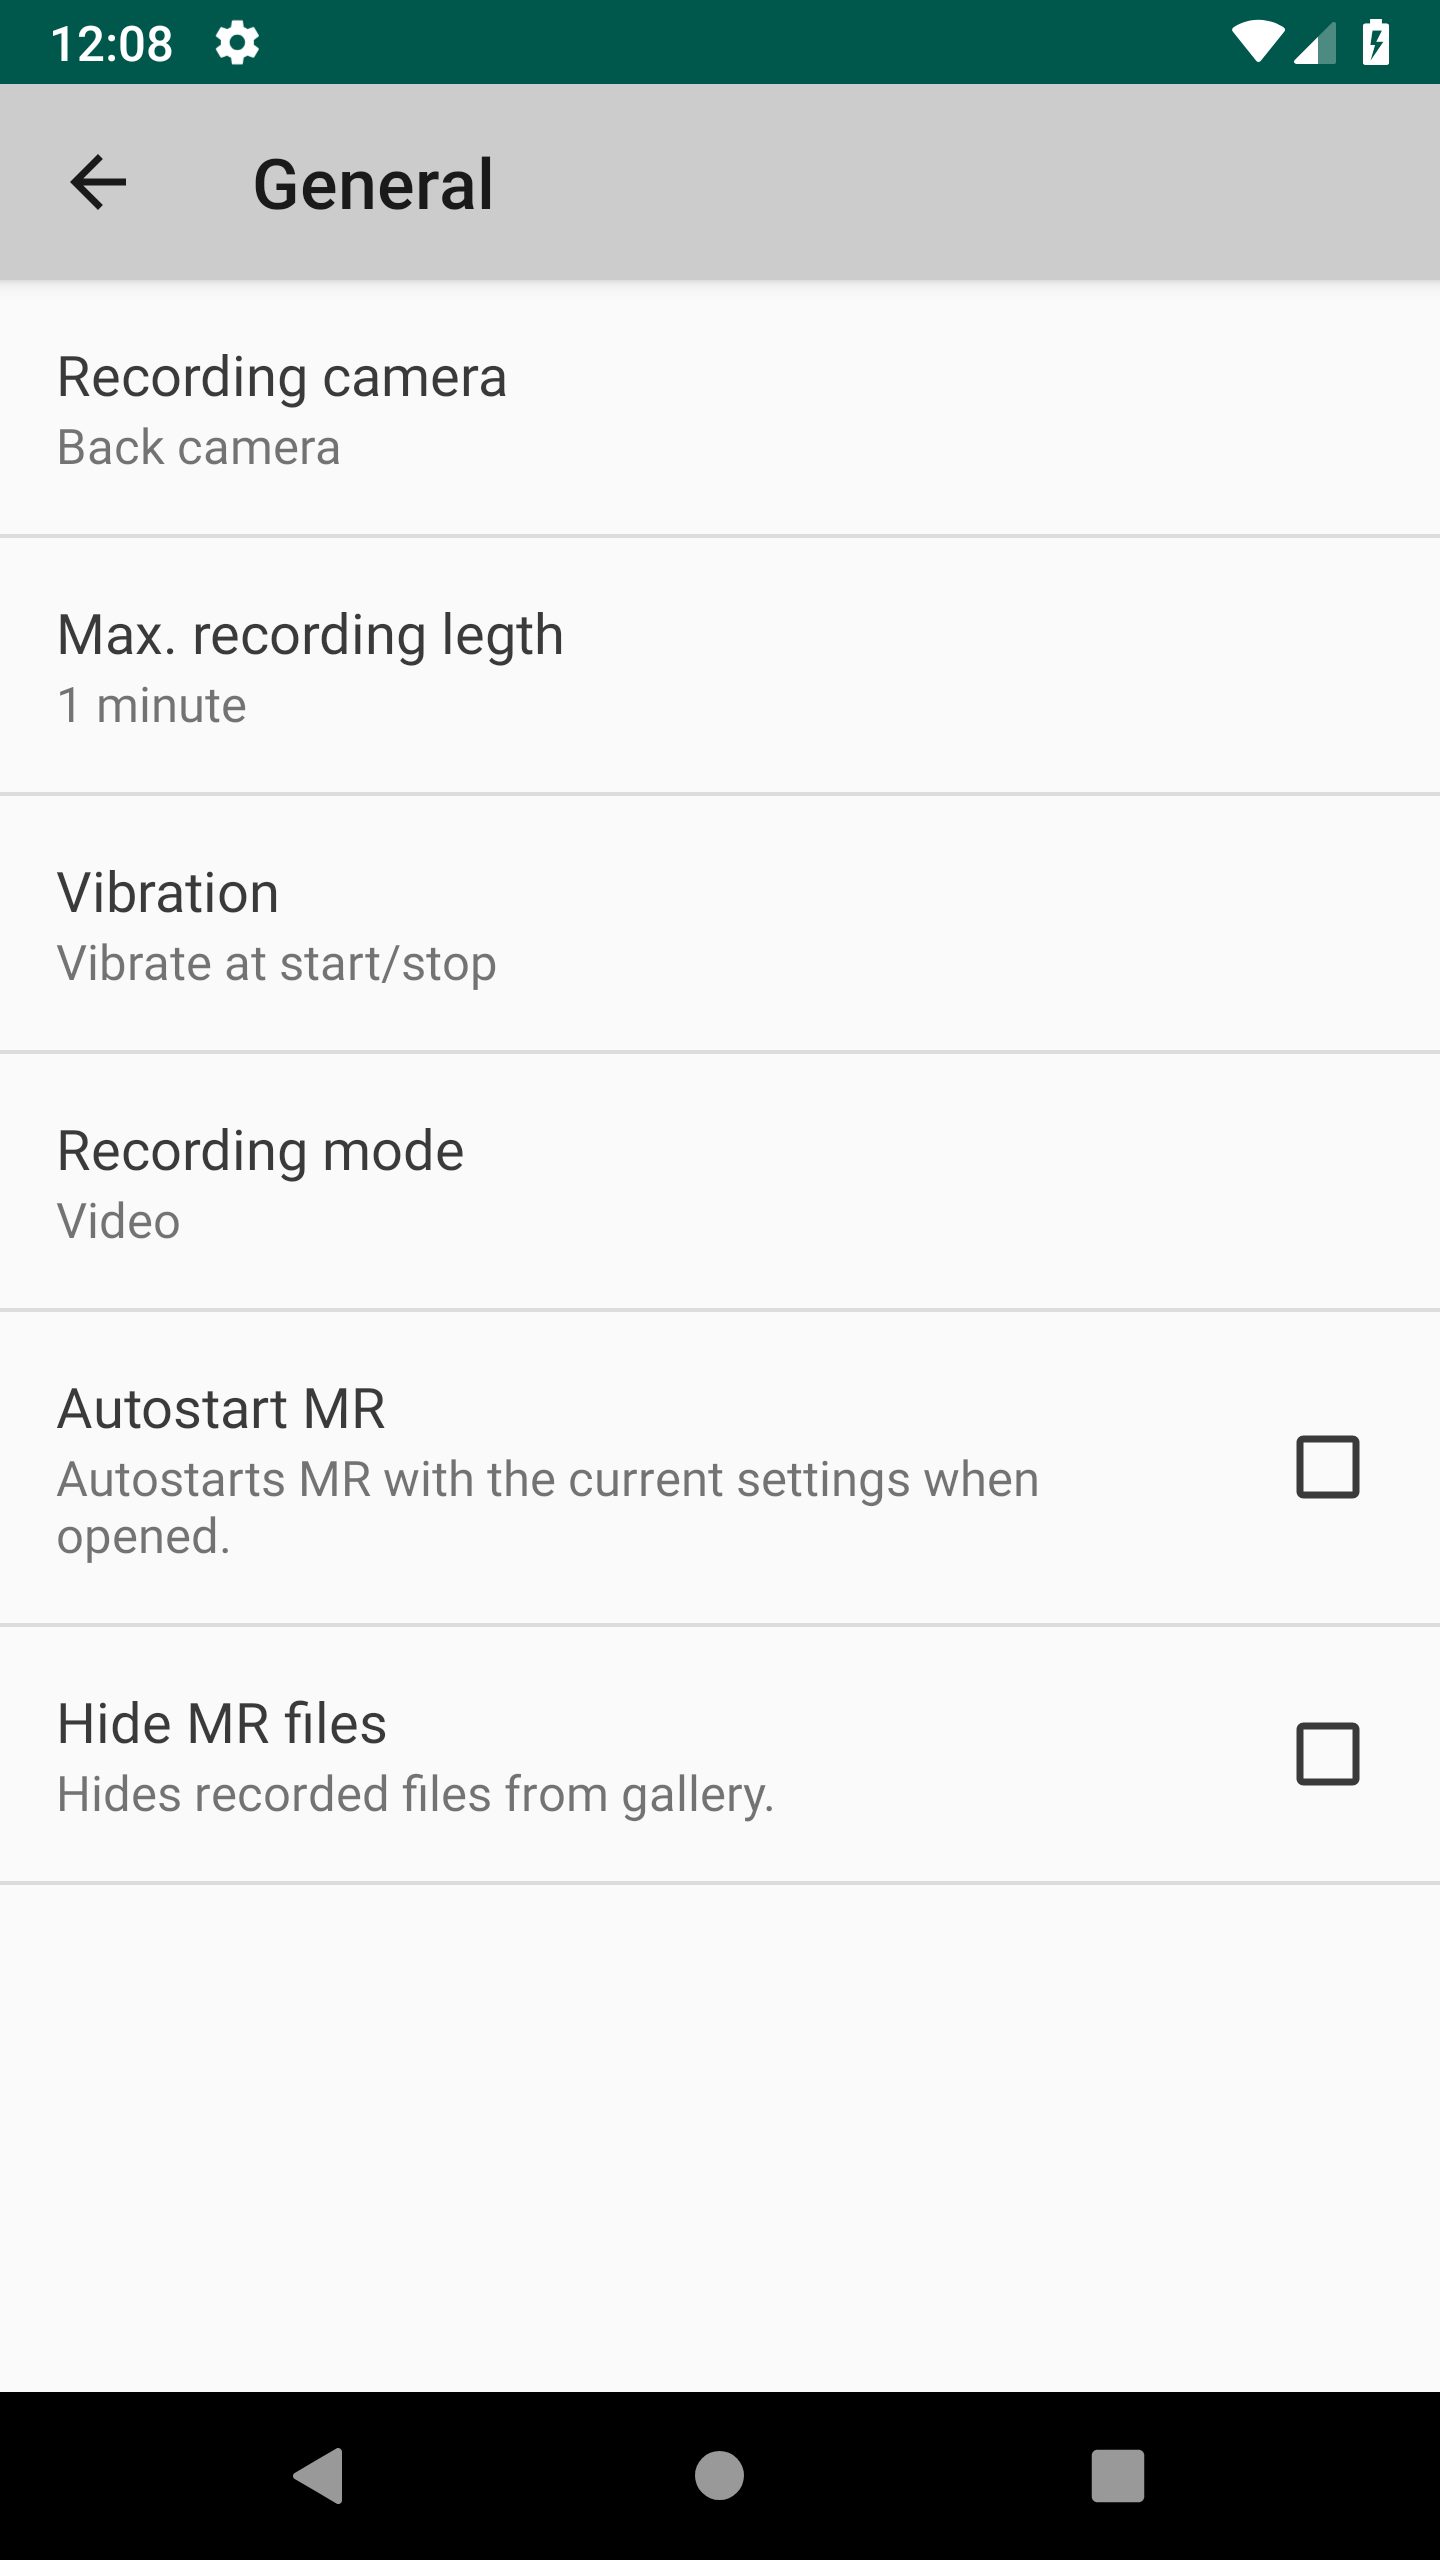 12:08
General
Recording camera
Back camera
Max. recording legth
1 minute
Vibration
Vibrate at start/stop
Recording mode
Video
Autostart MR
Autostarts MR with the current settings when
opened.
Hide MR files
Hides recorded files from gallery.